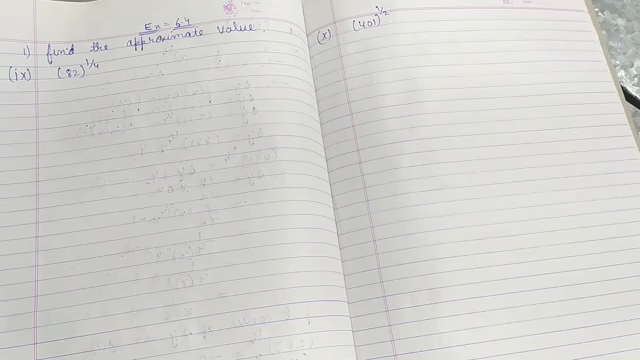 Ex = 6.4
1) find the approximate value.
(ix) (82)^1/4
(x) (401)^1/2